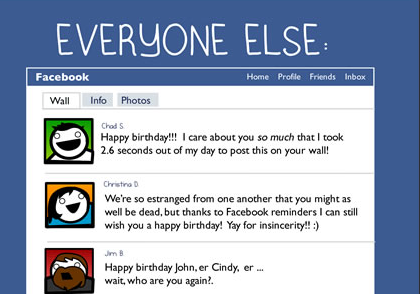 EVERYONE ELSE:
Facebook
Home Profile Friends Inbox
Wall Info Photos
Chad S.
Happy birthday!!! I care about you so much that I took
2.6 seconds out of my day to post this on your wall!
Christina D.
We're so estranged from one another that you might as
well be dead, but thanks to Facebook reminders I can still
wish you a happy birthday! Yay for insincerity!! :)
Jim B.
Happy birthday John, er Cindy, er ...
wait, who are you again?.